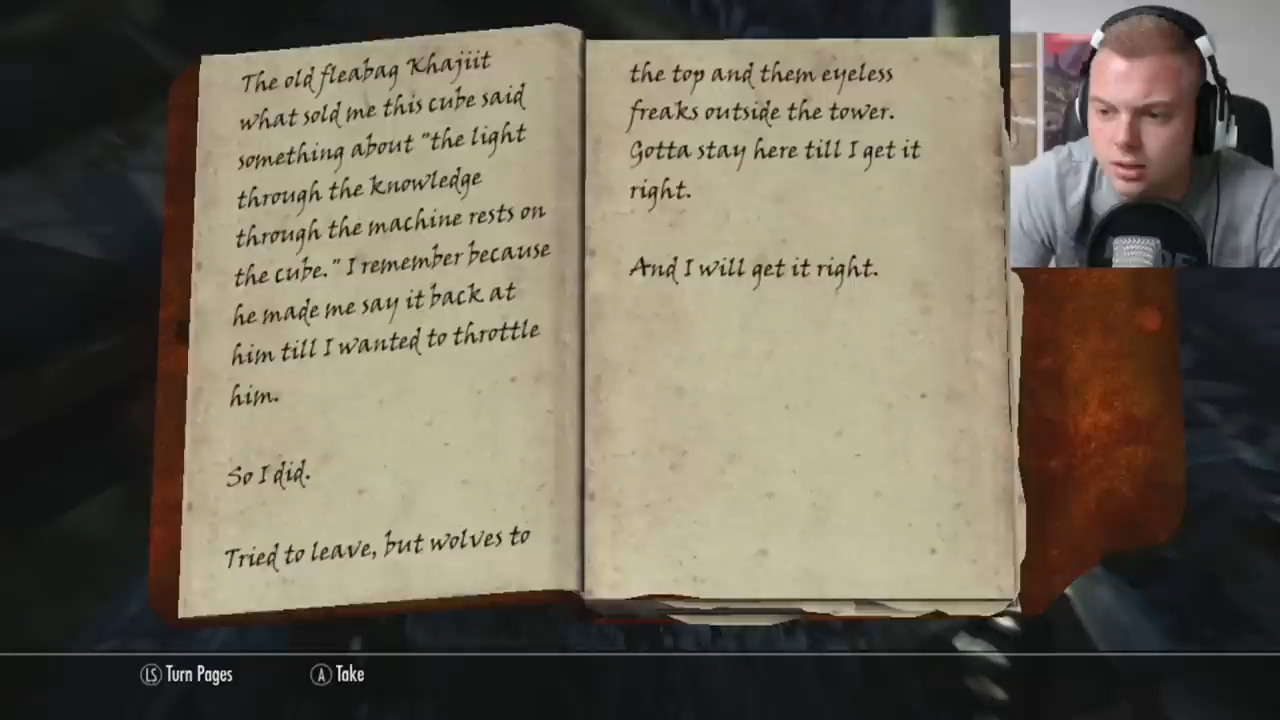 The old fleabag Khajiit
what sold me this cube said
something about "the light
through the knowledge
through the machine rests on
the cube." I remember because
he made me say it back at
him till I wanted to throttle
him.
So I did.
Tried to leave, but wolves to
the top and them eyeless
freaks outside the tower.
Gotta stay here till I get it
right.
And I will get it right.
LS Turn Pages
A Take